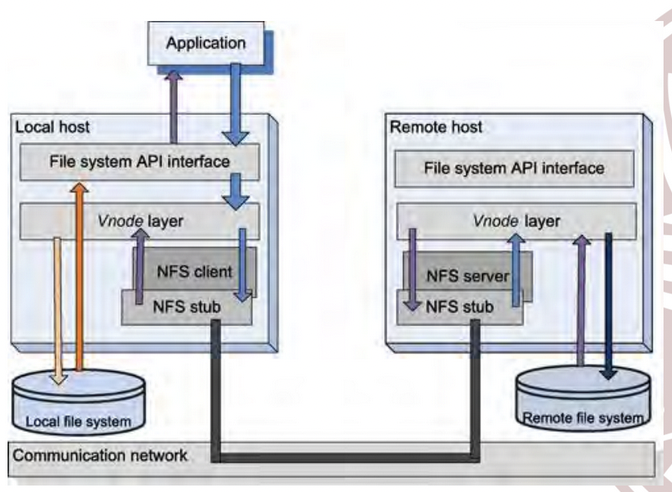 Application
Local host
File system API interface
Vnode layer
NFS client
NFS stub
Local file system
Remote host
File system API interface
Vnode layer
NFS server
NFS stub
Remote file system
Communication network